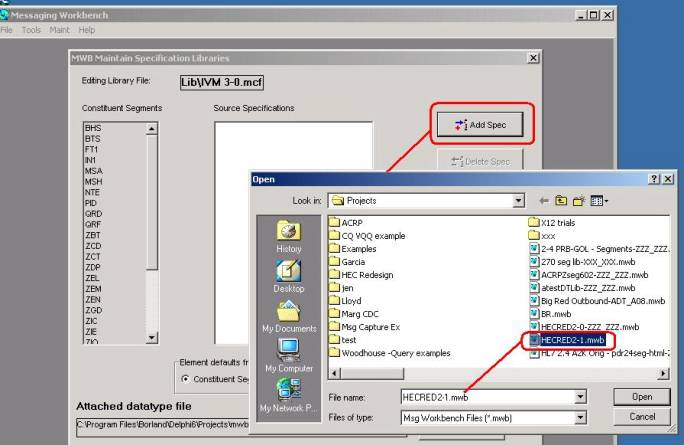 Messaging Workbench
File Tools Maint Help
MWB Maintain Specification Libraries
Editing Library File:
Lib\IVM 3-0.mcf
Constituent Segments
Source Specifications
BHS
BTS
FT1
IN1
MSA
MSH
NTE
PID
QRD
QRF
ZBT
ZCD
ZCT
ZDP
ZEL
ZEM
ZEN
ZGD
ZIC
ZIE
ZIO
Add Spec
Delete Spec
Element defaults fr
Constituent Seg
Attached datatype file
C:\Program Files\Borland\Delphi6\Projects\mwb
Open
Look in:
Projects
History
Desktop
My Documents
My Computer
My Network P...
ACRP
CQ VQQ example
Examples
Garcia
HEC Redesign
jen
Lloyd
Marg CDC
Msg Capture Ex
test
Woodhouse -Query examples
X12 trials
xxx
2-4 PRB-GOL - Segments-ZZZ_ZZZ.
270 seg lib-XXX_XXX.mwb
ACRPZseg602-ZZZ_ZZZ.mwb
atestDTLib-ZZZ_ZZZ.mwb
Big Red Outbound-ADT_A08.mwb
BR.mwb
HECRED2-0-ZZZ_ZZZ.mwb
HECRED2-1.mwb
HL7 2.4 AZK Orig - pdr24seg-html-2
File name:
HECRED2-1.mwb
Open
Files of type:
Msg Workbench Files (*.mwb)
Cancel